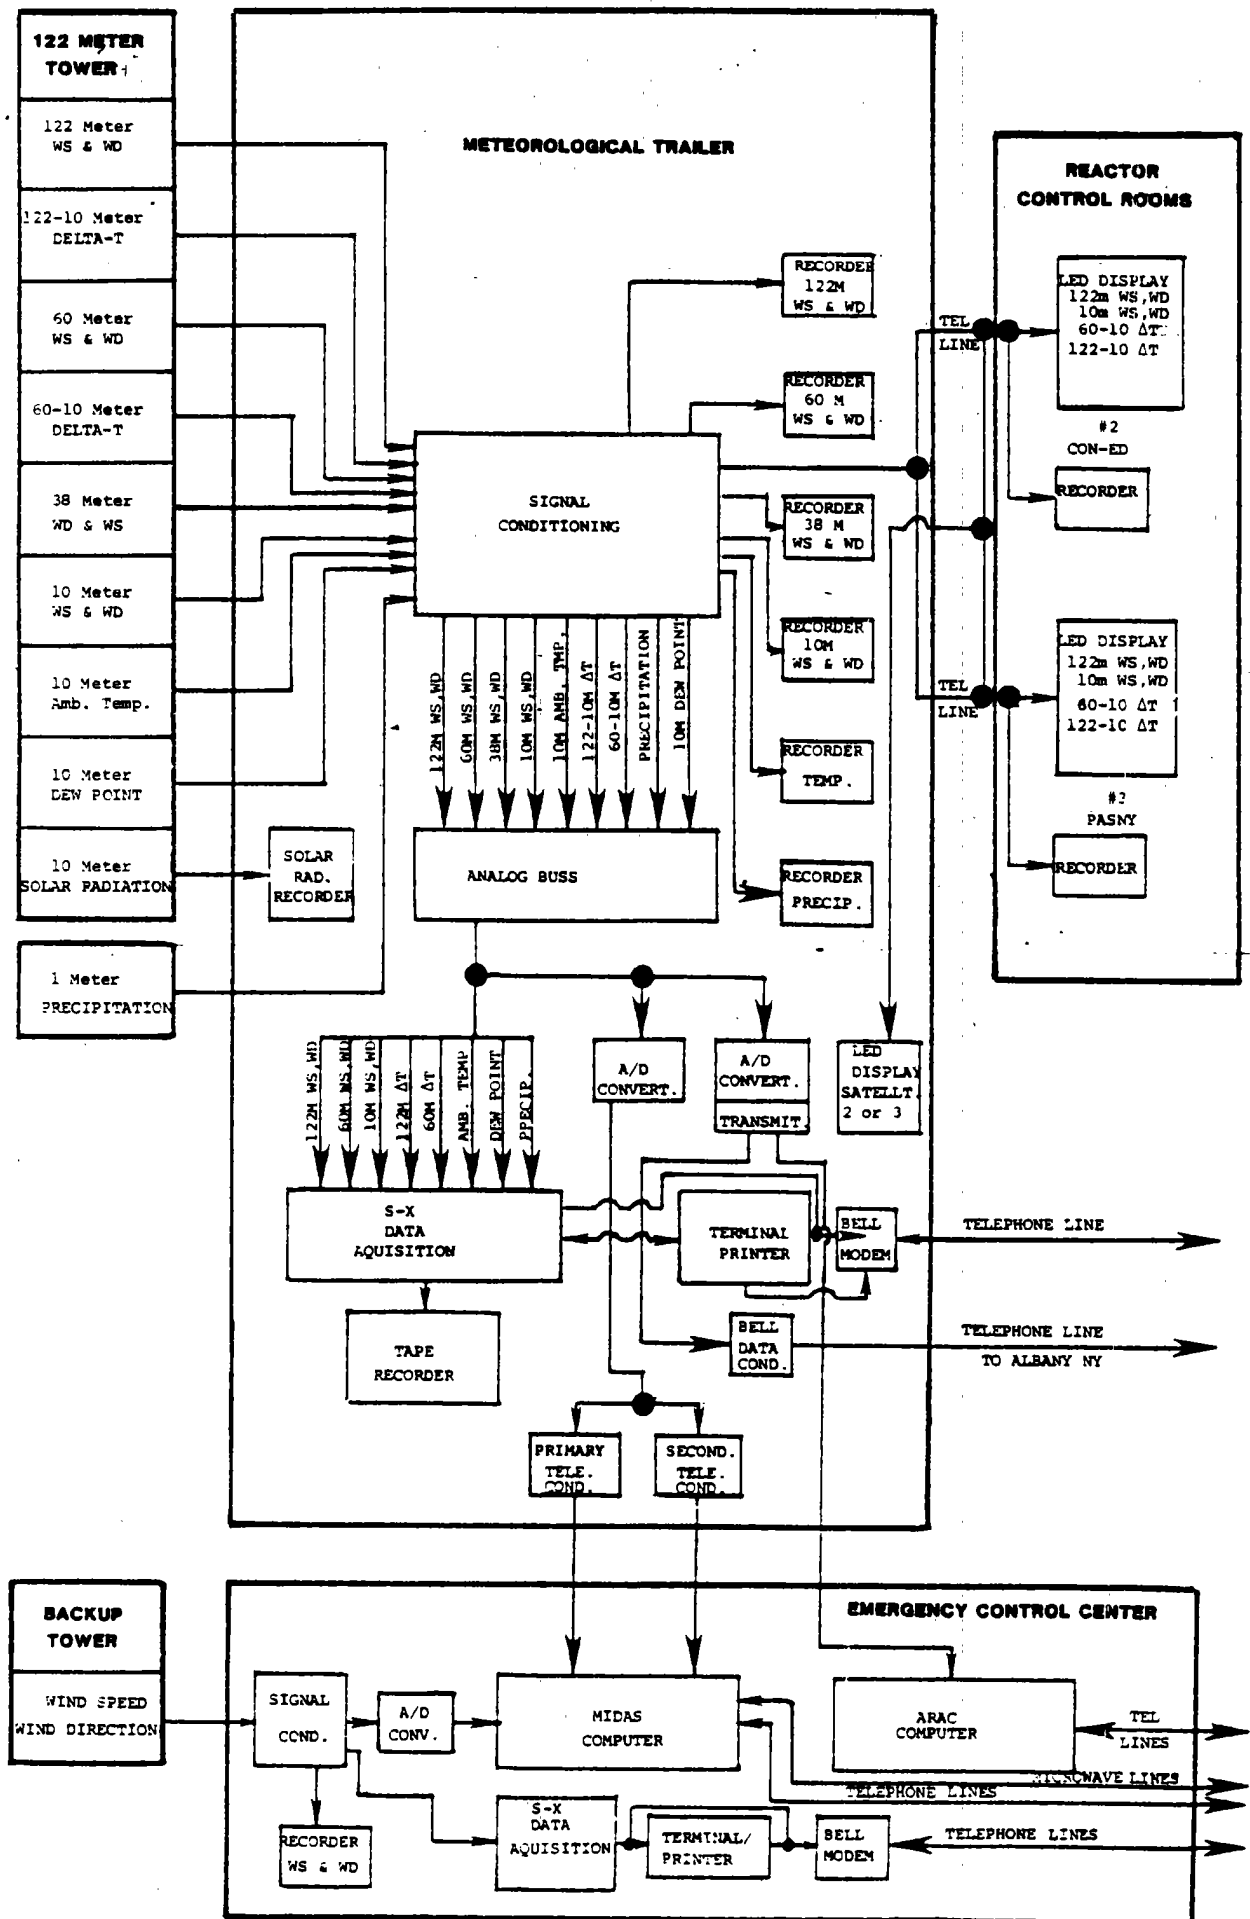 122 METER
TOWER
122 Meter
WS & WD
122-10 Meter
DELTA-T
60 Meter
WS & WD
60-10 Meter
DELTA-T
38 Meter
WD & WS
10 Meter
WS & WD
10 Meter
Amb. Temp.
10 Meter
DEW POINT
10 Meter
SOLAR RADIATION
1 Meter
PRECIPITATION
METEOROLOGICAL TRAILER
SOLAR
RAD.
RECORDER
SIGNAL
CONDITIONING
RECORDER
122M
WS & WD
RECORDER
60 M
WS & WD
RECORDER
38 M
WS & WD
RECORDER
10M
WS & WD
RECORDER
TEMP.
RECORDER
PRECIP.
122M WS,WD
60M WS,WD
38M WS,WD
10M WS,WD
10M AMB. TMP.
122-10M ΔT
60-10M ΔT
PRECIPITATION
10M DEW POINT
ANALOG BUSS
122M WS,WD
60M WS,WD
10M WS,WD
122M ΔT
60M ΔT
AMB. TEMP
DEW POINT
PRECIP.
A/D
CONVERT.
A/D
CONVERT.
TRANSMIT.
LED
DISPLAY
SATELLT.
2 or 3
S-X
DATA
AQUISITION
TERMINAL
PRINTER
BELL
MODEM
TELEPHONE LINE
TAPE
RECORDER
BELL
DATA
COND.
TELEPHONE LINE
TO ALBANY NY
PRIMARY
TELE.
COND.
SECOND.
TELE.
COND.
TEL
LINE
TEL
LINE
REACTOR
CONTROL ROOMS
LED DISPLAY
122m WS,WD
10m WS,WD
60-10 ΔT
122-10 ΔT
#2
CON-ED
RECORDER
LED DISPLAY
122m WS,WD
10m WS,WD
60-10 ΔT
122-10 ΔT
#3
PASNY
RECORDER
BACKUP
TOWER
WIND SPEED
WIND DIRECTION
EMERGENCY CONTROL CENTER
SIGNAL
COND.
A/D
CONV.
MIDAS
COMPUTER
ARAC
COMPUTER
TEL
LINES
MICROWAVE LINES
TELEPHONE LINES
RECORDER
WS & WD
S-X
DATA
AQUISITION
TERMINAL/
PRINTER
BELL
MODEM
TELEPHONE LINES